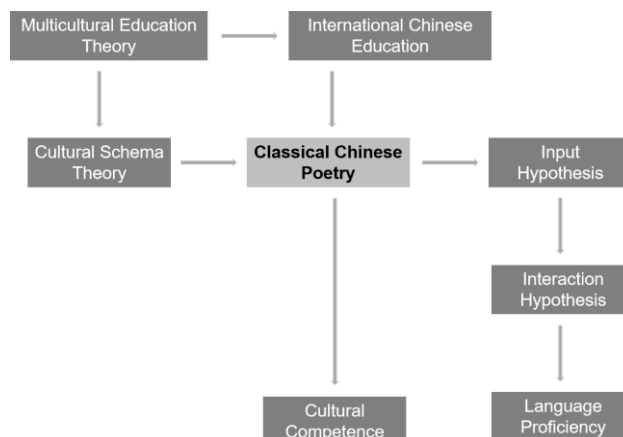 Multicultural Education
Theory
International Chinese
Education
Cultural Schema
Theory
Classical Chinese
Poetry
Input
Hypothesis
Interaction
Hypothesis
Cultural
Competence
Language
Proficiency